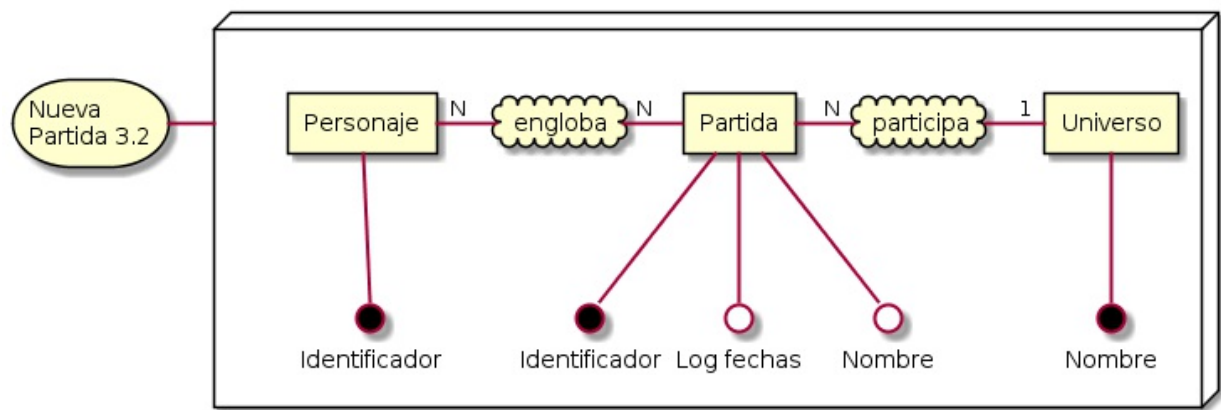 Nueva
Partida 3.2
Personaje
N
engloba
N
Partida
N
participa
1
Universo
Identificador
Identificador
Log fechas
Nombre
Nombre